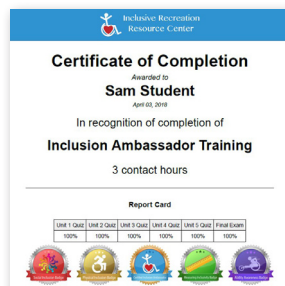 Inclusive Recreation
Resource Center
Certificate of Completion
Awarded to
Sam Student
April 03, 2018
In recognition of completion of
Inclusion Ambassador Training
3 contact hours
Report Card
Unit 1 Quiz Unit 2 Quiz Unit 3 Quiz Unit 4 Quiz Unit 5 Quiz Final Exam
100% 100% 100% 100% 100% 100%